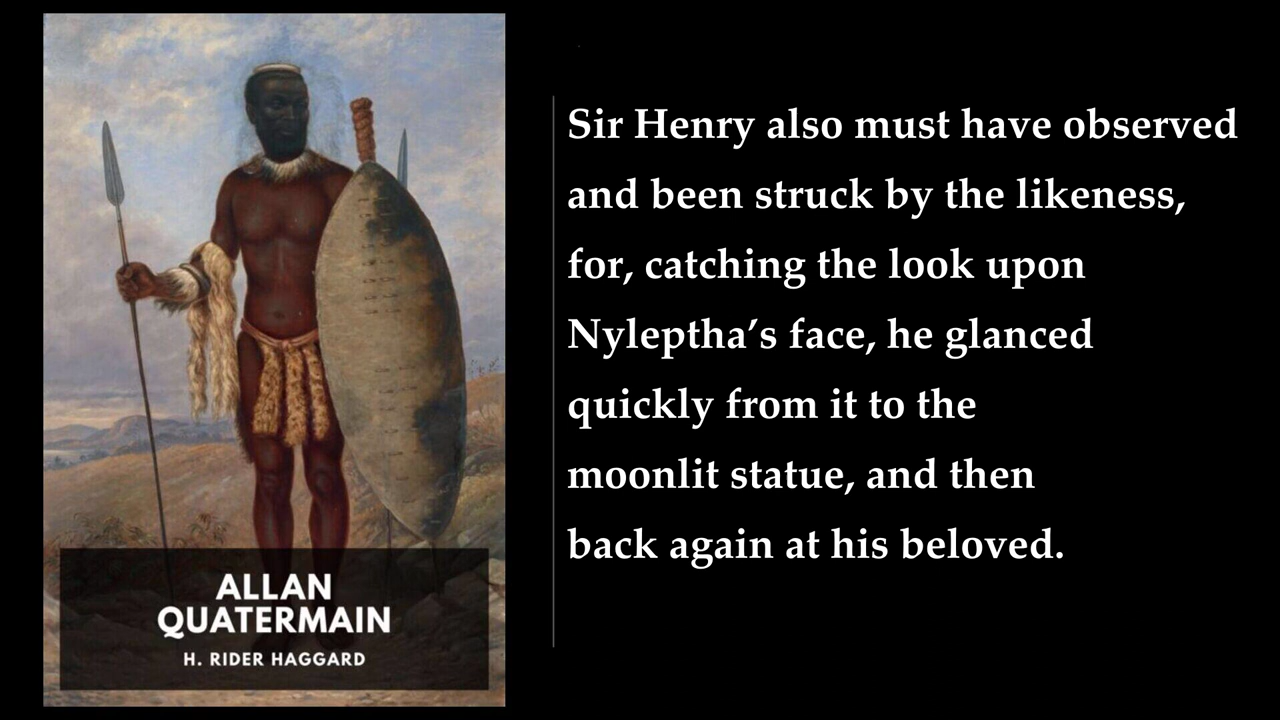 Sir Henry also must have observed
and been struck by the likeness,
for, catching the look upon
Nyleptha’s face, he glanced
quickly from it to the
moonlit statue, and then
back again at his beloved.
ALLAN
QUATERMAIN
H. RIDER HAGGARD